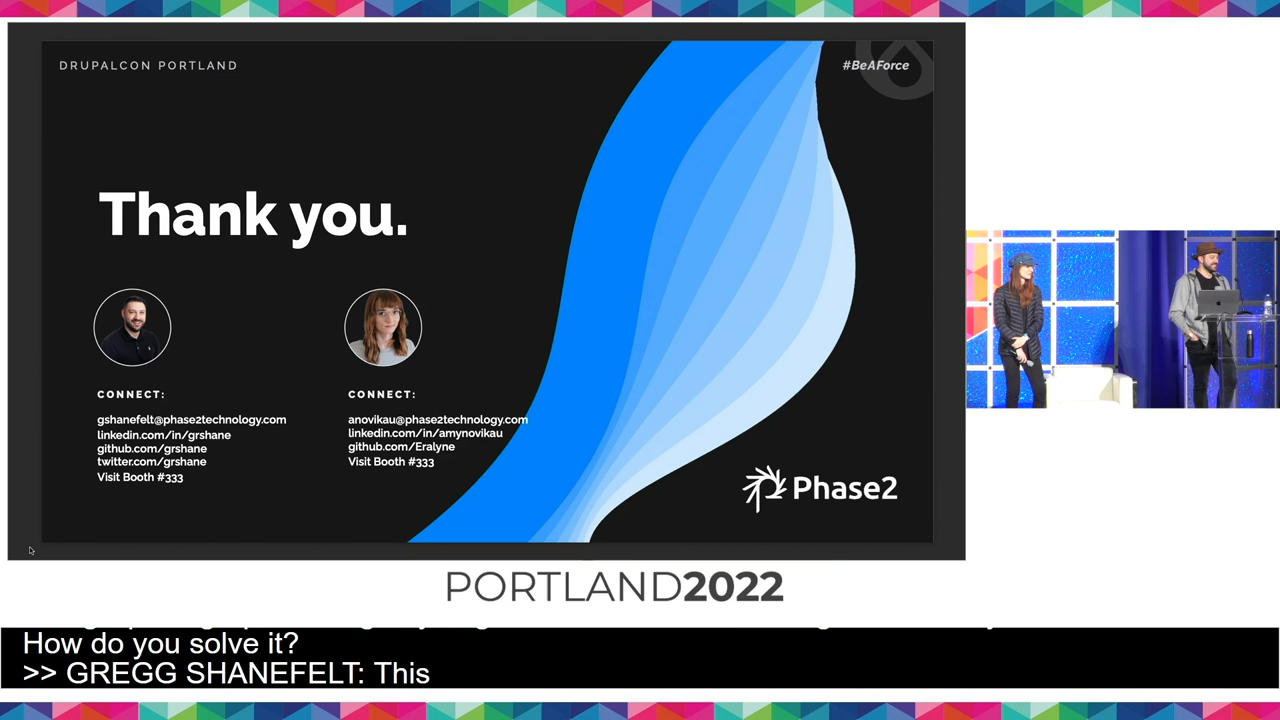 DRUPALCON PORTLAND
#BeAForce
Thank you.
CONNECT:
gshanefelt@phase2technology.com
linkedin.com/in/grshane
github.com/grshane
twitter.com/grshane
Visit Booth #333
CONNECT:
anovikau@phase2technology.com
linkedin.com/in/amynovikau
github.com/Eralyne
Visit Booth #333
Phase2
PORTLAND2022
How do you solve it?
>> GREGG SHANEFELT: This